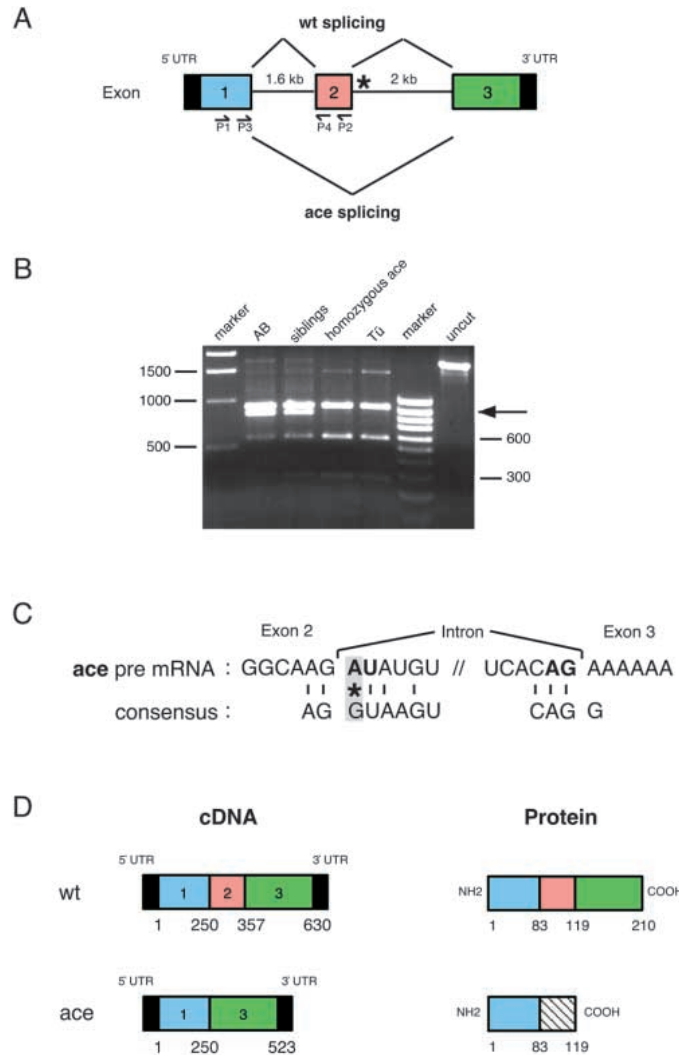 A
wt splicing
5' UTR
3' UTR
Exon
1
1.6 kb
2
*
2 kb
3
P1
P3
P4
P2
ace splicing
B
marker
AB
siblings
homozygous ace
Tü
marker
uncut
1500
1000
500
600
300
C
Exon 2
Intron
Exon 3
ace pre mRNA : GGCAAG AUAUGU // UCACAG AAAAAA
*
consensus : AG GUAAGU CAG G
D
cDNA
Protein
5' UTR
3' UTR
wt
1 2 3
1 250 357 630
NH2
COOH
1 83 119 210
5' UTR
3' UTR
ace
1 3
1 250 523
NH2
COOH
1 83 119